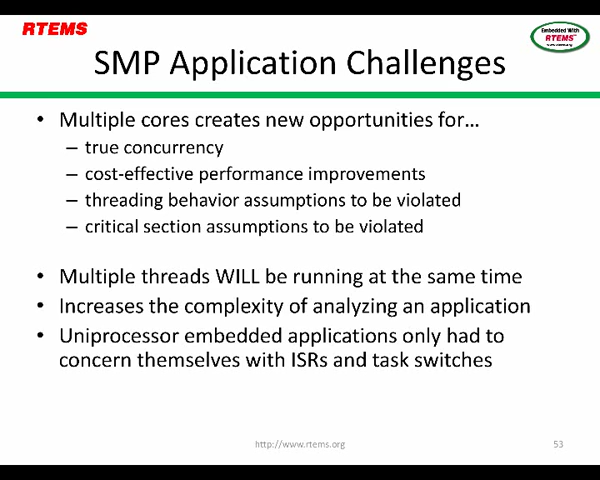 RTEMS
Embedded With
RTEMS
www.rtems.org
SMP Application Challenges
• Multiple cores creates new opportunities for…
– true concurrency
– cost-effective performance improvements
– threading behavior assumptions to be violated
– critical section assumptions to be violated
• Multiple threads WILL be running at the same time
• Increases the complexity of analyzing an application
• Uniprocessor embedded applications only had to
concern themselves with ISRs and task switches
http://www.rtems.org
53